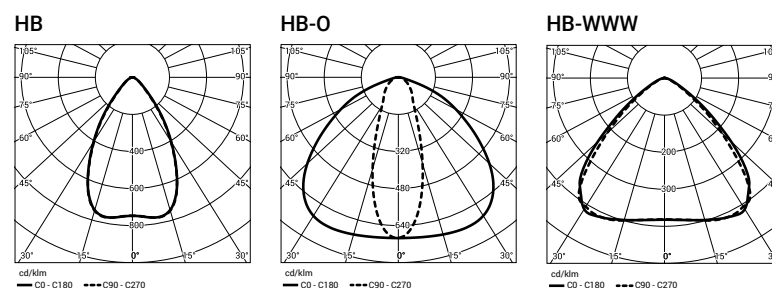 HB
HB-O
HB-WWW
105° 105°
90° 90°
75° 75°
60° 60°
45° 45°
400
600
800
30° 15° 0° 15° 30°
cd/klm
C0 - C180 C90 - C270
105° 105°
90° 90°
75° 75°
60° 60°
45° 45°
320
480
640
30° 15° 0° 15° 30°
cd/klm
C0 - C180 C90 - C270
105° 10
90° 90
75° 75
60° 60
45° 45
200
300
30° 15° 0° 15° 30
cd/klm
C0 - C180 C90 - C270